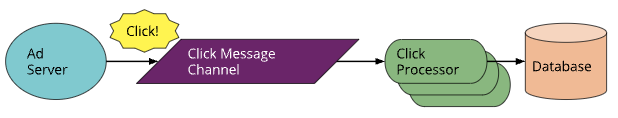 Click!
Ad
Server
Click Message
Channel
Click
Processor
Database